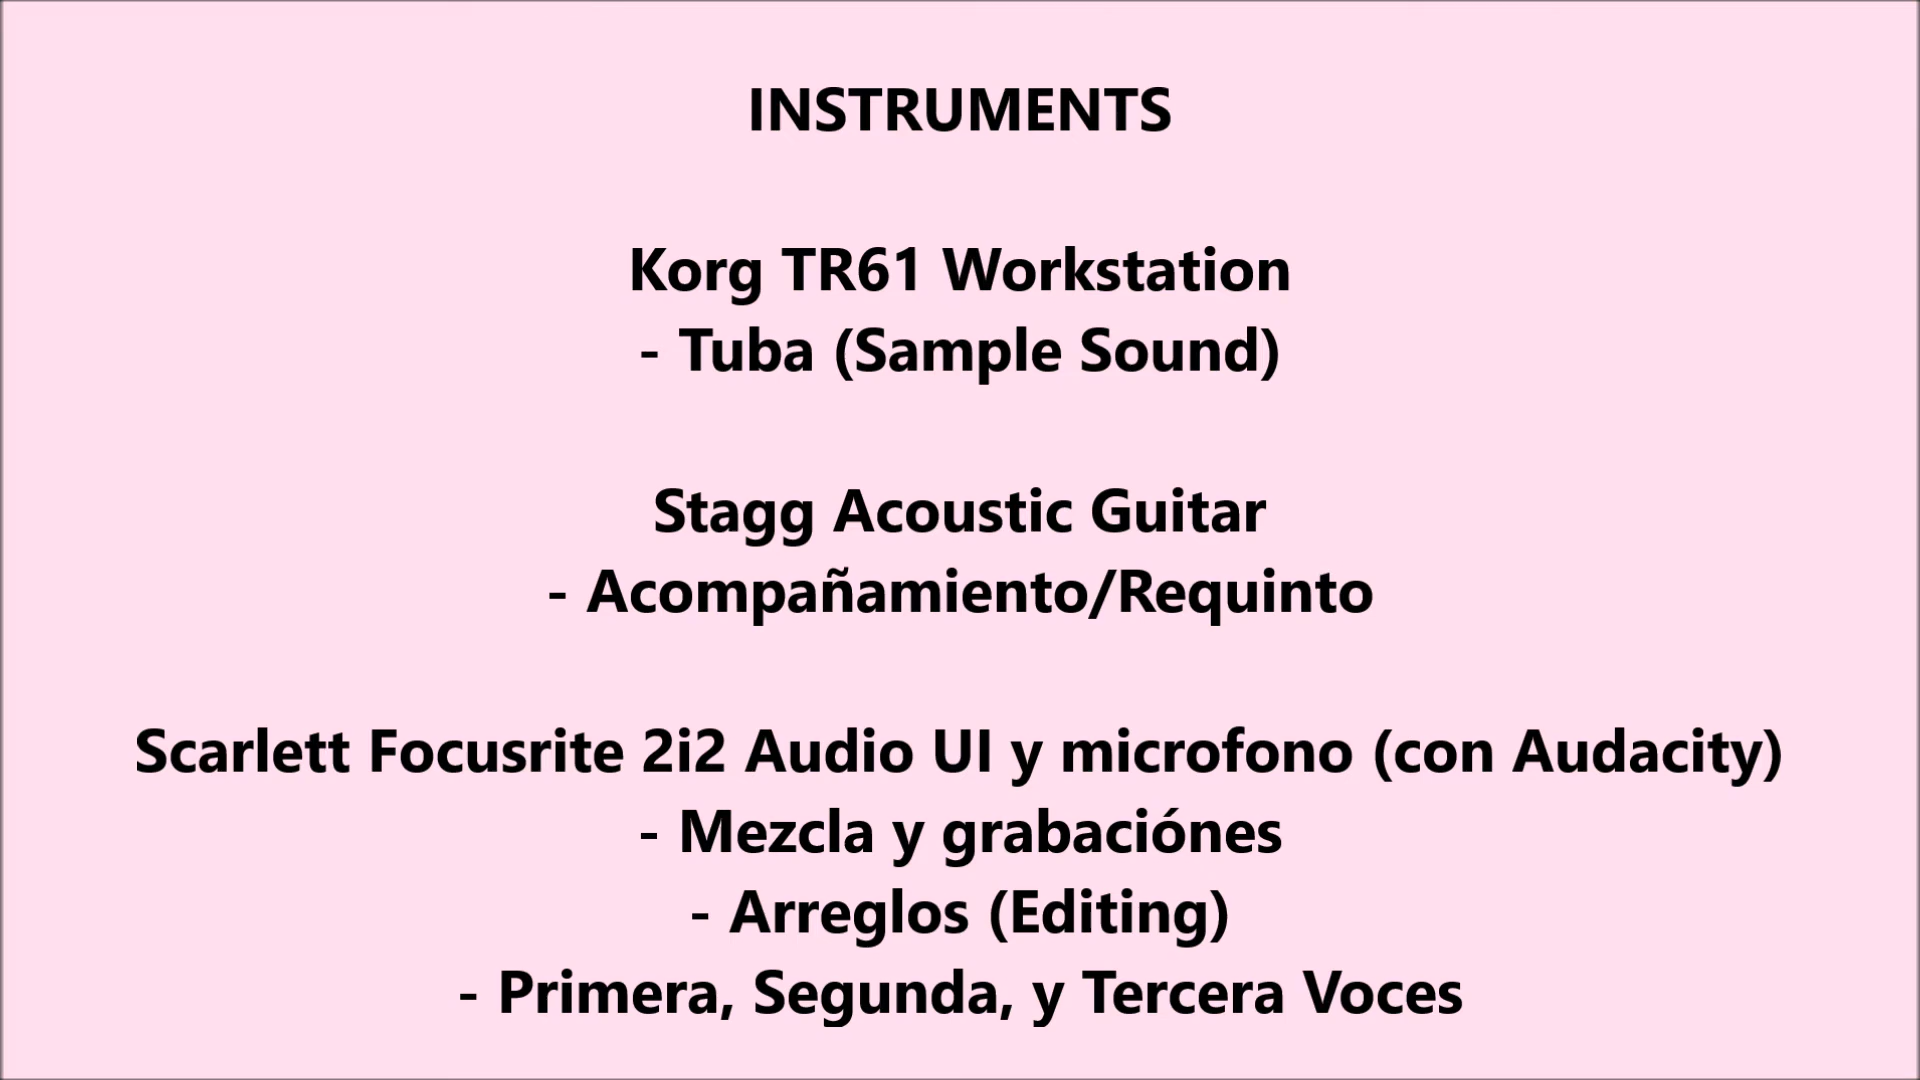 INSTRUMENTS
Korg TR61 Workstation
- Tuba (Sample Sound)
Stagg Acoustic Guitar
- Acompañamiento/Requinto
Scarlett Focusrite 2i2 Audio UI y microfono (con Audacity)
- Mezcla y grabaciónes
- Arreglos (Editing)
- Primera, Segunda, y Tercera Voces